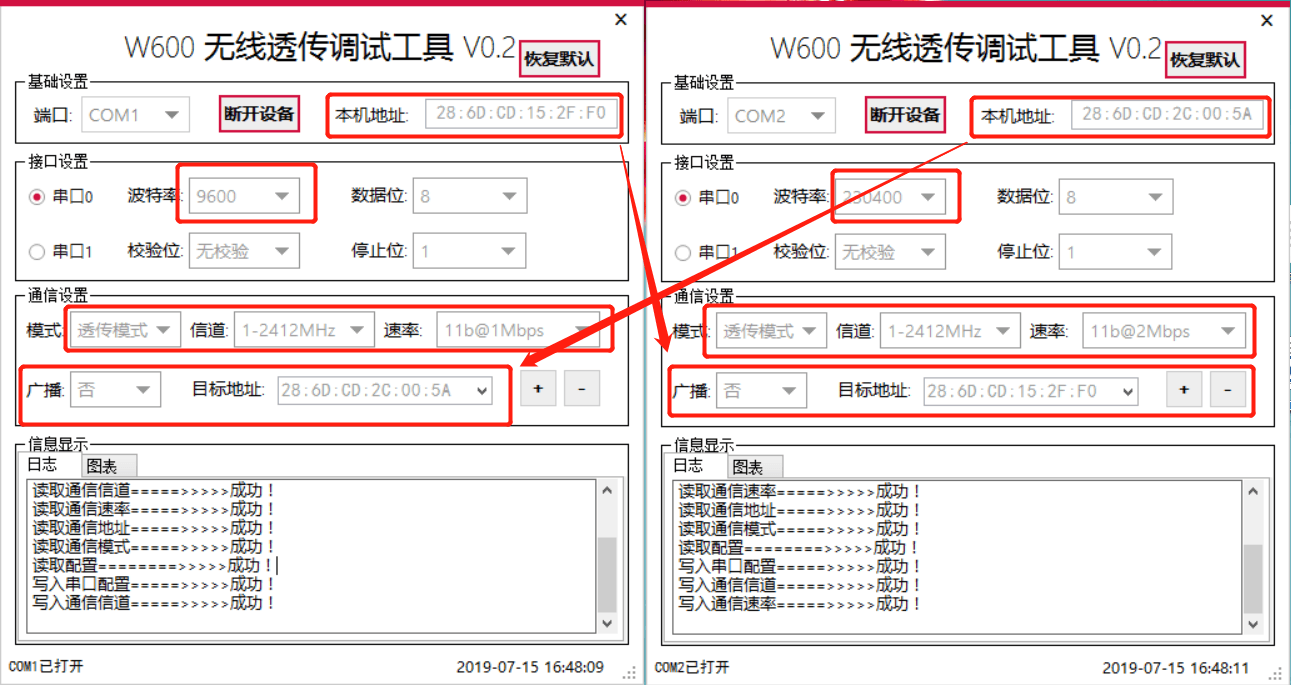 W600 无线透传调试工具 V0.2
恢复默认
基础设置
端口: COM1 断开设备 本机地址: 28:6D:CD:15:2F:F0
接口设置
串口0 波特率: 9600 数据位: 8
串口1 校验位: 无校验 停止位: 1
通信设置
模式: 透传模式 信道: 1-2412MHz 速率: 11b@1Mbps
广播: 否 目标地址: 28:6D:CD:2C:00:5A + -
信息显示
日志 图表
读取通信信道=====>>>>>成功！
读取通信速率=====>>>>>成功！
读取通信地址=====>>>>>成功！
读取通信模式=====>>>>>成功！
读取配置========>>>>>成功！
写入串口配置=====>>>>>成功！
写入通信信道=====>>>>>成功！
COM1已打开 2019-07-15 16:48:09
W600 无线透传调试工具 V0.2
恢复默认
基础设置
端口: COM2 断开设备 本机地址: 28:6D:CD:2C:00:5A
接口设置
串口0 波特率: 230400 数据位: 8
串口1 校验位: 无校验 停止位: 1
通信设置
模式: 透传模式 信道: 1-2412MHz 速率: 11b@2Mbps
广播: 否 目标地址: 28:6D:CD:15:2F:F0 + -
信息显示
日志 图表
读取通信速率=====>>>>>成功！
读取通信地址=====>>>>>成功！
读取通信模式=====>>>>>成功！
读取配置========>>>>>成功！
写入串口配置=====>>>>>成功！
写入通信信道=====>>>>>成功！
写入通信速率=====>>>>>成功！
COM2已打开 2019-07-15 16:48:11